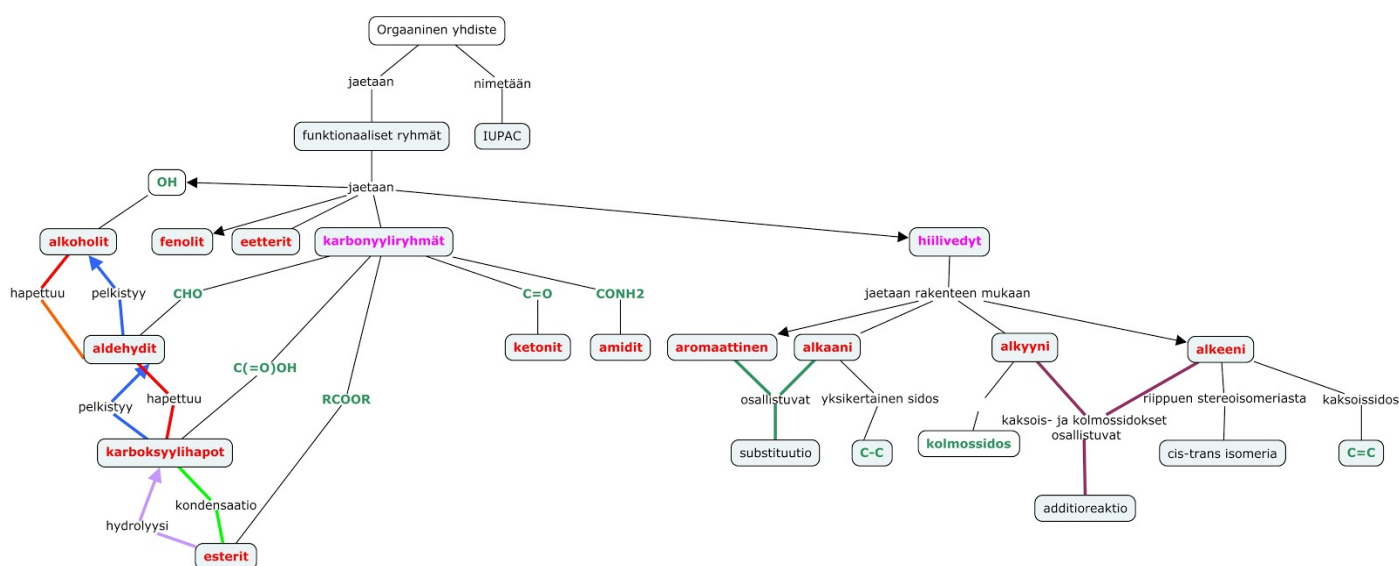 Orgaaninen yhdiste
jaetaan
nimetään
funktionaaliset ryhmät
IUPAC
OH
jaetaan
alkoholit
fenolit
eetterit
karbonyyliryhmät
hiilivedyt
hapettuu
pelkistyy
CHO
C=O
CONH2
jaetaan rakenteen mukaan
aldehydit
ketonit
amidit
aromaattinen
alkaani
alkyyni
alkeeni
C(=O)OH
pelkistyy
hapettuu
RCOOR
osallistuvat
yksikertainen sidos
kaksois- ja kolmossidokset
osallistuvat
riippuen stereoisomeriasta
kaksoissidos
karboksyylihapot
substituutio
C-C
kolmossidos
cis-trans isomeria
C=C
kondensaatio
hydrolyysi
additioreaktio
esterit